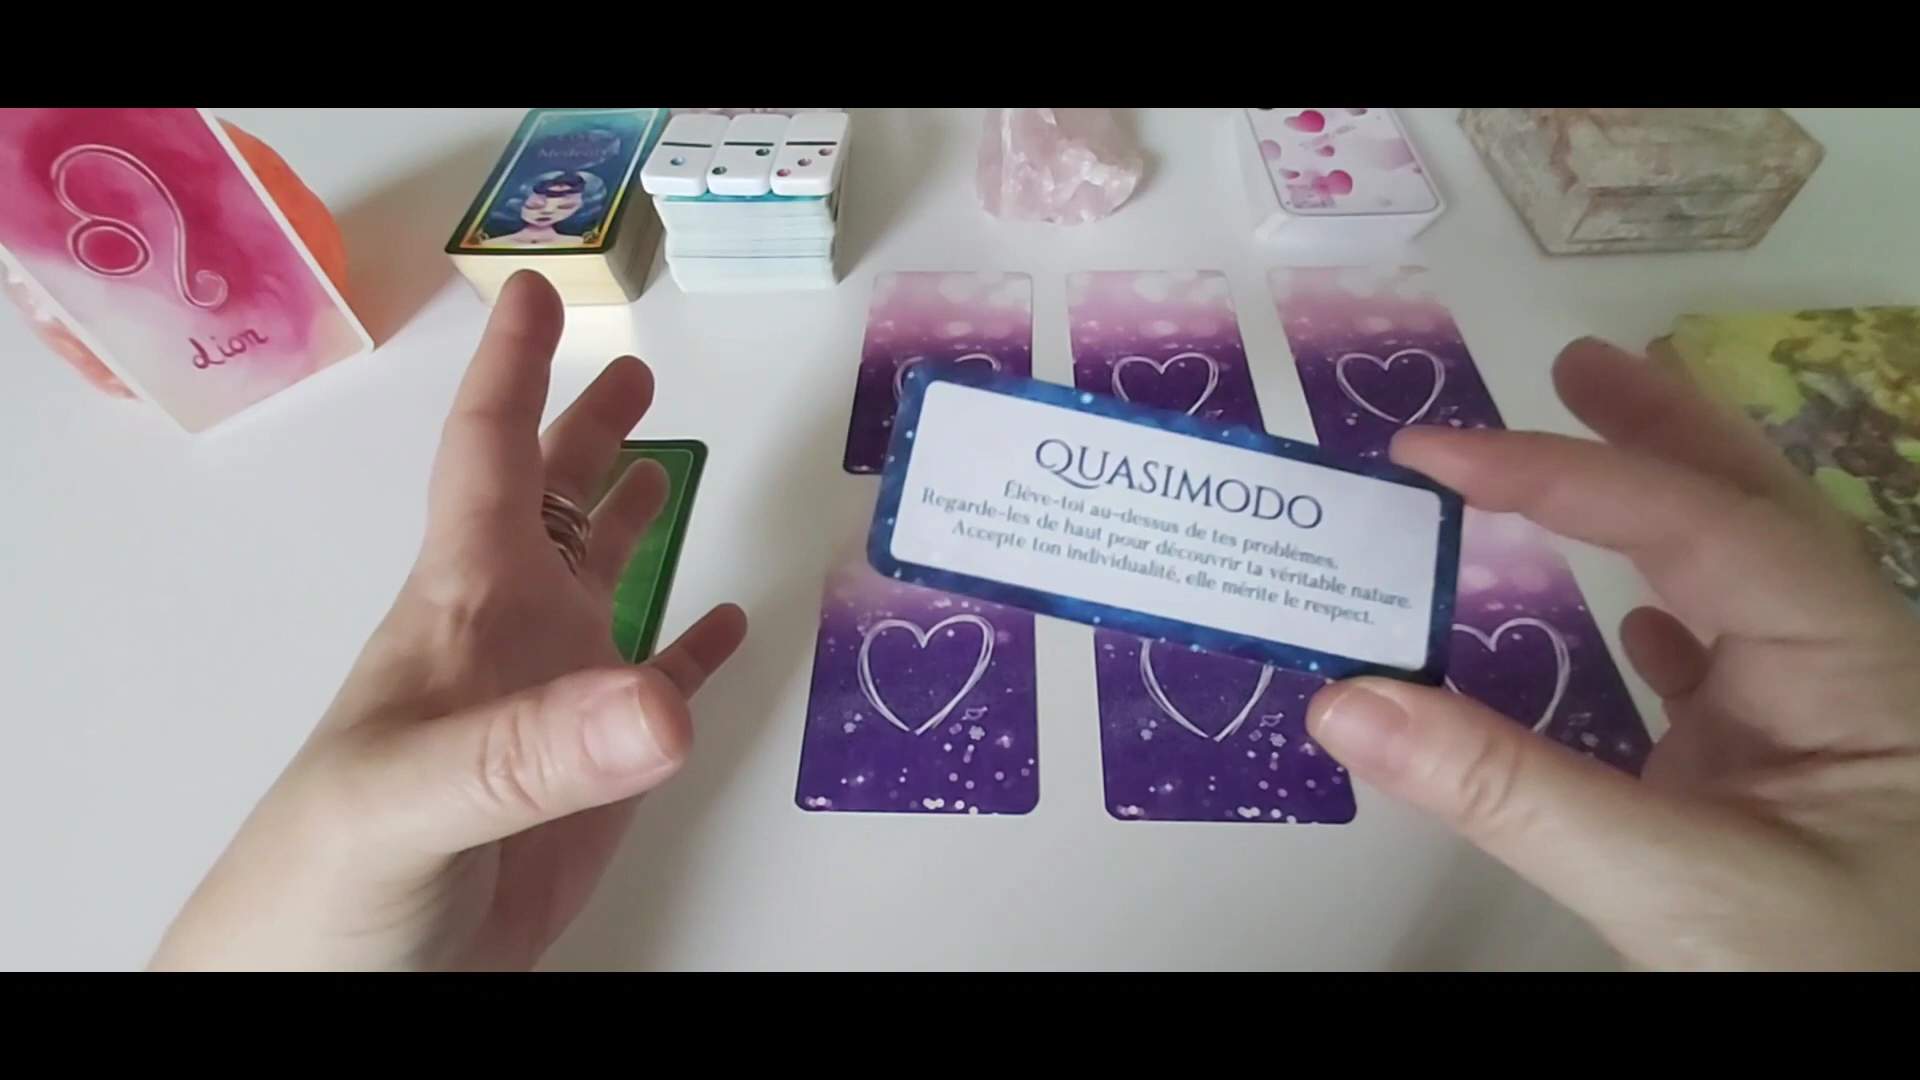 Lion
QUASIMODO
Élève-toi au-dessus de tes problèmes.
Regarde-les de haut pour découvrir ta véritable nature.
Accepte ton individualité, elle mérite le respect.